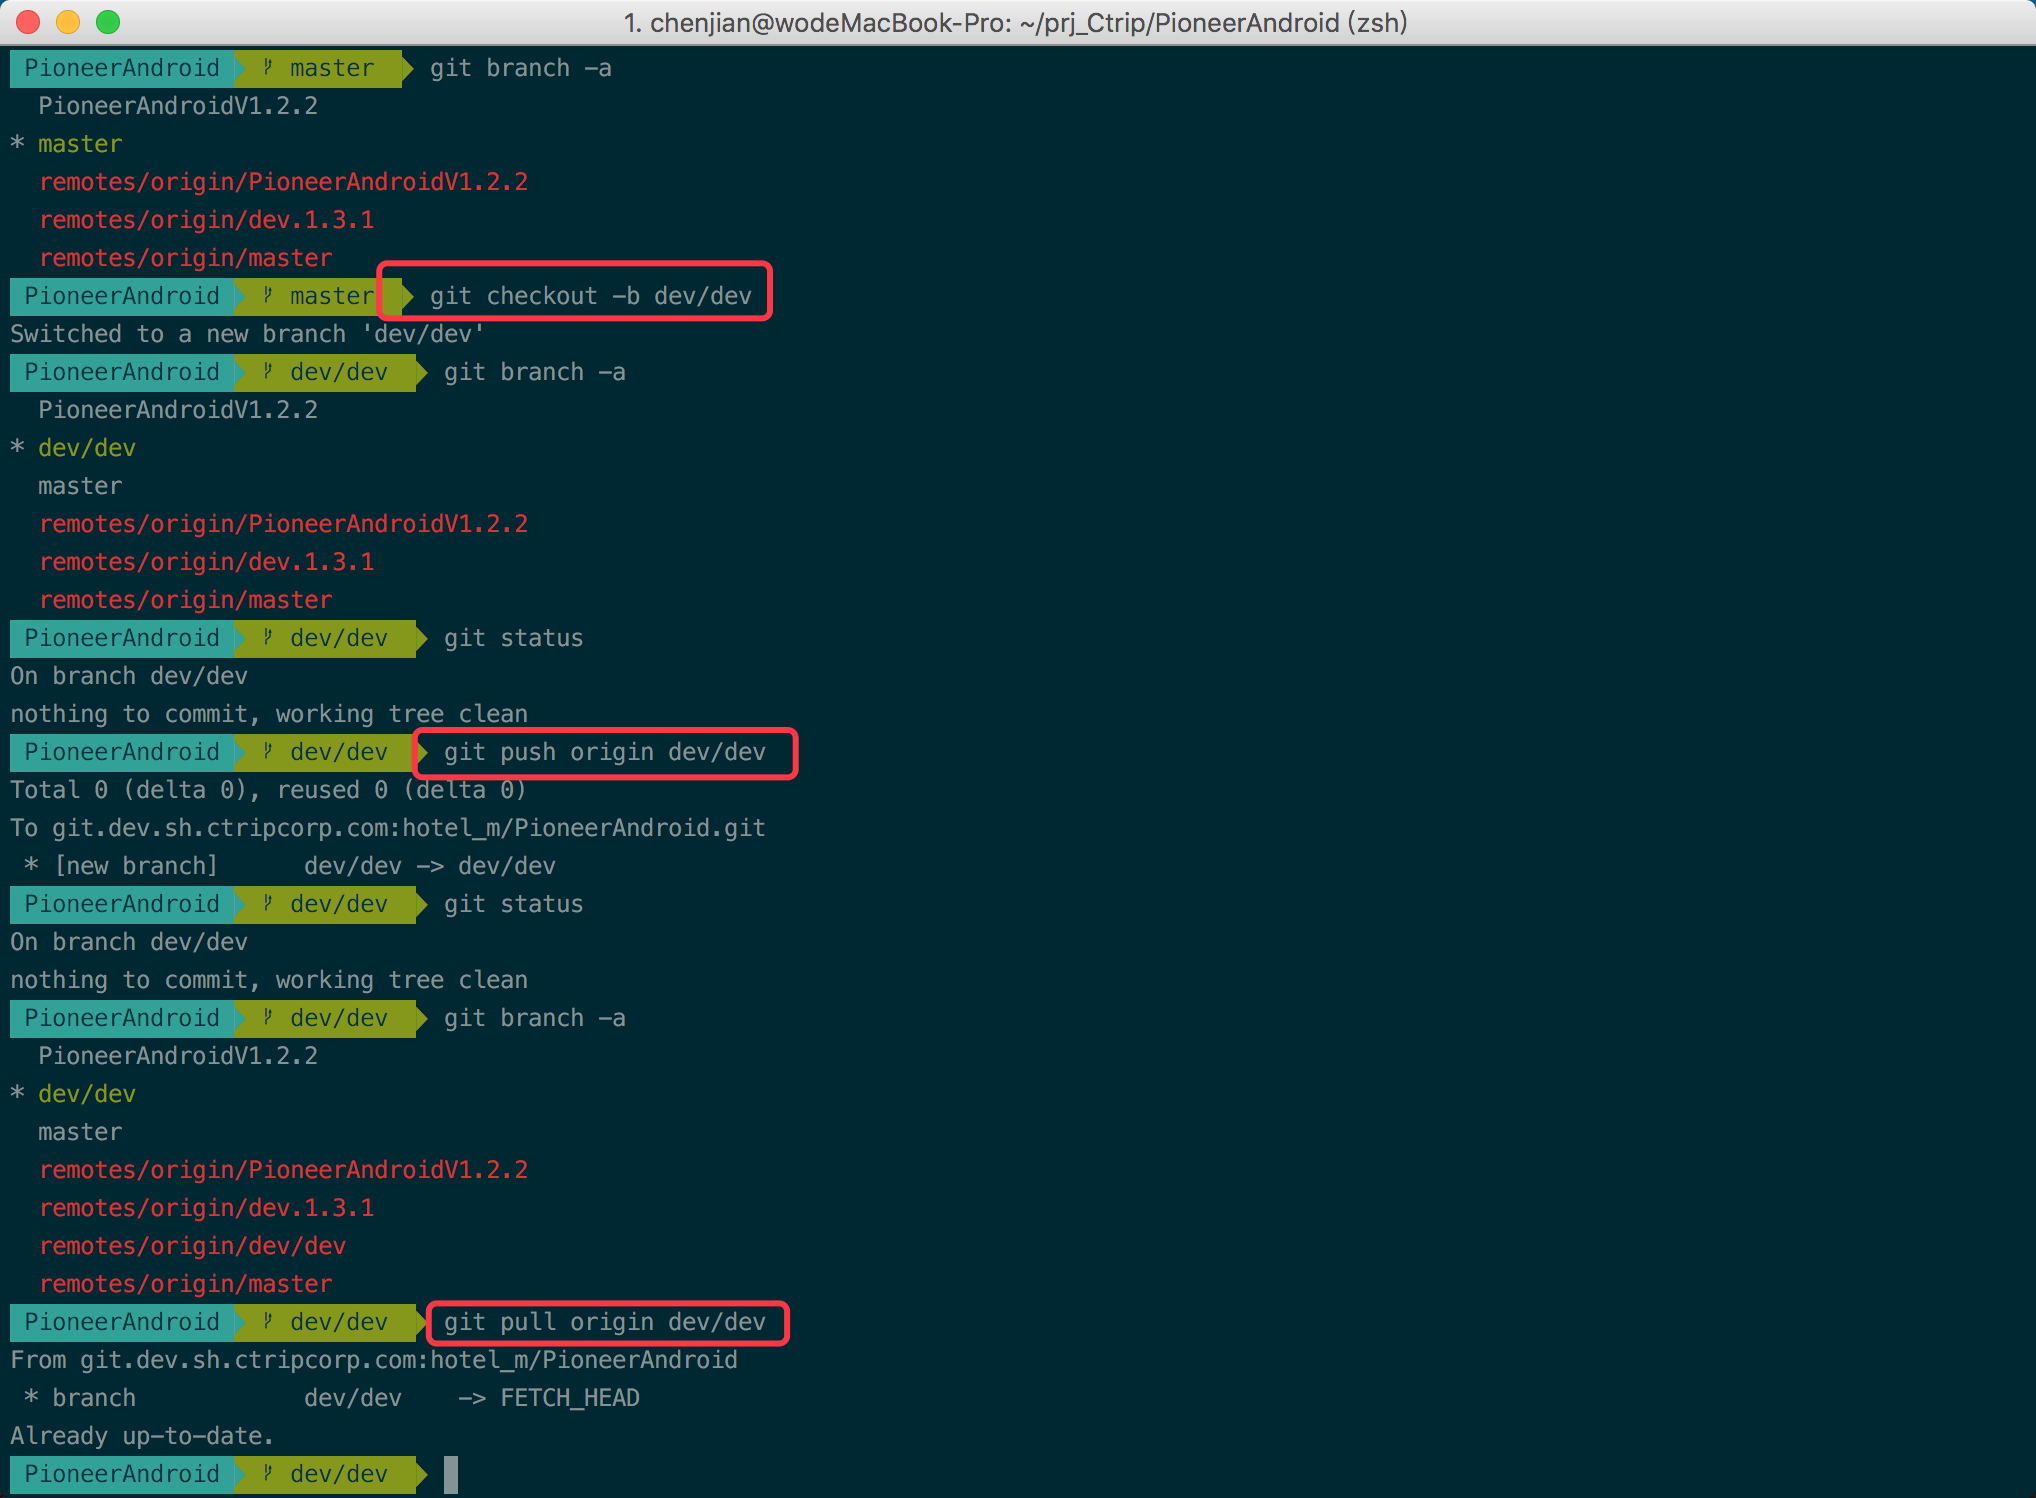 1. chenjian@wodeMacBook-Pro: ~/prj_Ctrip/PioneerAndroid (zsh)
PioneerAndroid master git branch -a
PioneerAndroidV1.2.2
* master
remotes/origin/PioneerAndroidV1.2.2
remotes/origin/dev.1.3.1
remotes/origin/master
PioneerAndroid master git checkout -b dev/dev
Switched to a new branch 'dev/dev'
PioneerAndroid dev/dev git branch -a
PioneerAndroidV1.2.2
* dev/dev
master
remotes/origin/PioneerAndroidV1.2.2
remotes/origin/dev.1.3.1
remotes/origin/master
PioneerAndroid dev/dev git status
On branch dev/dev
nothing to commit, working tree clean
PioneerAndroid dev/dev git push origin dev/dev
Total 0 (delta 0), reused 0 (delta 0)
To git.dev.sh.ctripcorp.com:hotel_m/PioneerAndroid.git
* [new branch] dev/dev -> dev/dev
PioneerAndroid dev/dev git status
On branch dev/dev
nothing to commit, working tree clean
PioneerAndroid dev/dev git branch -a
PioneerAndroidV1.2.2
* dev/dev
master
remotes/origin/PioneerAndroidV1.2.2
remotes/origin/dev.1.3.1
remotes/origin/dev/dev
remotes/origin/master
PioneerAndroid dev/dev git pull origin dev/dev
From git.dev.sh.ctripcorp.com:hotel_m/PioneerAndroid
* branch dev/dev -> FETCH_HEAD
Already up-to-date.
PioneerAndroid dev/dev